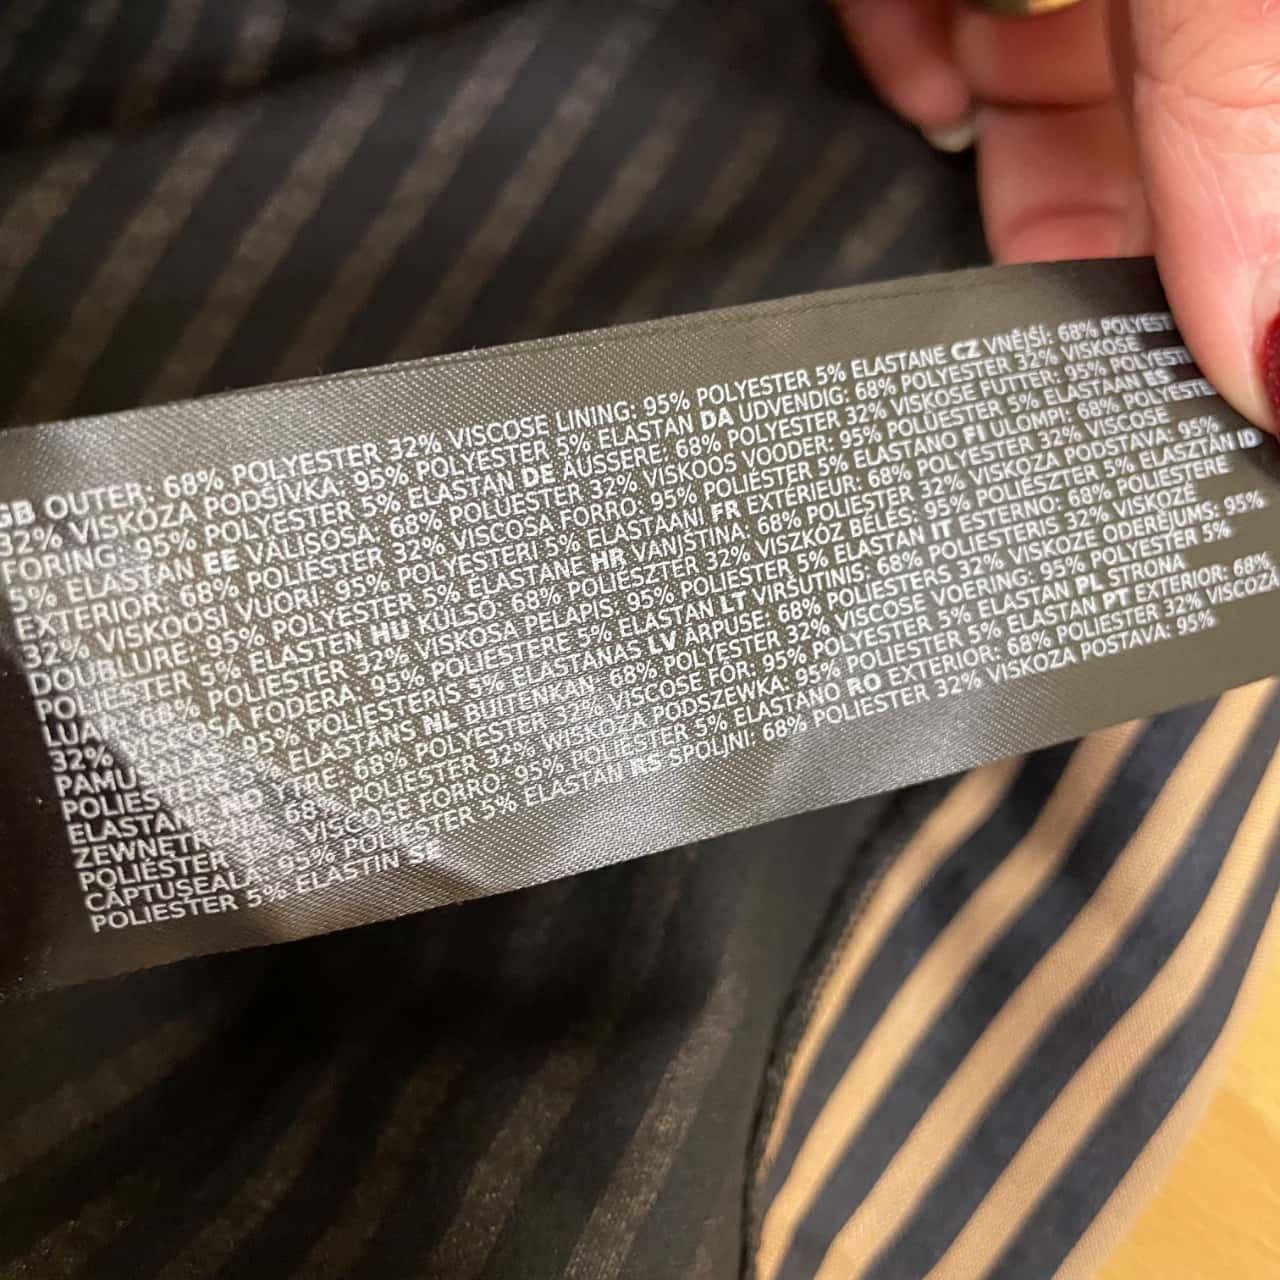 GB OUTER: 68% POLYESTER 32% VISCOSE LINING: 95% POLYESTER 5% ELASTANE CZ VNĚJŠÍ: 68% POLYEST
32% VISKÓZA PODŠÍVKA: 95% POLYESTER 5% ELASTAN DA UDVENDIG: 68% POLYESTER 32% VISKOSE
FORING: 95% POLYESTER 5% ELASTAN DE ÄUSSERE: 68% POLYESTER 32% VISKOSE FUTTER: 95% POLYEST
5% ELASTAN EE VÄLISOSA: 68% POLÜESTER 32% VISKOOS VOODER: 95% POLÜESTER 5% ELASTAAN ES
EXTERIOR: 68% POLIÉSTER 32% VISCOSA FORRO: 95% POLIÉSTER 5% ELASTANO FI ULOMPI: 68% POLYESTE
32% VISKOOSI VUORI: 95% POLYESTERI 5% ELASTAANI FR EXTÉRIEUR: 68% POLYESTER 32% VISCOSE
DOUBLURE: 95% POLYESTER 5% ELASTANE HR VANJSTINA: 68% POLIESTER 32% VISKOZA PODSTAVA: 95%
POLIESTER 5% ELASTEN HU KÜLSŐ: 68% POLIÉSZTER 32% VISZKÓZ BÉLÉS: 95% POLIÉSZTER 5% ELASZTÁN ID
LUAR: 68% POLIESTER 32% VISKOSA PELAPIS: 95% POLIESTER 5% ELASTAN IT ESTERNO: 68% POLIESTERE
32% VISCOSA FODERA: 95% POLIESTERE 5% ELASTAN LT VIRŠUTINIS: 68% POLIESTERIS 32% VISKOZĖ
PAMUŠALAS: 95% POLIESTERIS 5% ELASTANAS LV ĀRPUSE: 68% POLIESTERS 32% VISKOZE ODERĒJUMS: 95%
POLIESTERS 5% ELASTĀNS NL BUITENKAN: 68% POLYESTER 32% VISCOSE VOERING: 95% POLYESTER 5%
ELASTAN NO YTRE: 68% POLYESTER 32% VISCOSE FÔR: 95% POLYESTER 5% ELASTAN PL STRONA
ZEWNĘTRZNA: 68% POLIESTER 32% WISKOZA PODSZEWKA: 95% POLIESTER 5% ELASTAN PT EXTERIOR: 68%
POLIÉSTER 32% VISCOSE FORRO: 95% POLIÉSTER 5% ELASTANO RO EXTERIOR: 68% POLIESTER 32% VISCOZĂ
CĂPTUȘEALĂ: 95% POLIESTER 5% ELASTAN RS SPOLJNI: 68% POLIESTER 32% VISKOZA POSTAVA: 95%
POLIESTER 5% ELASTIN SE